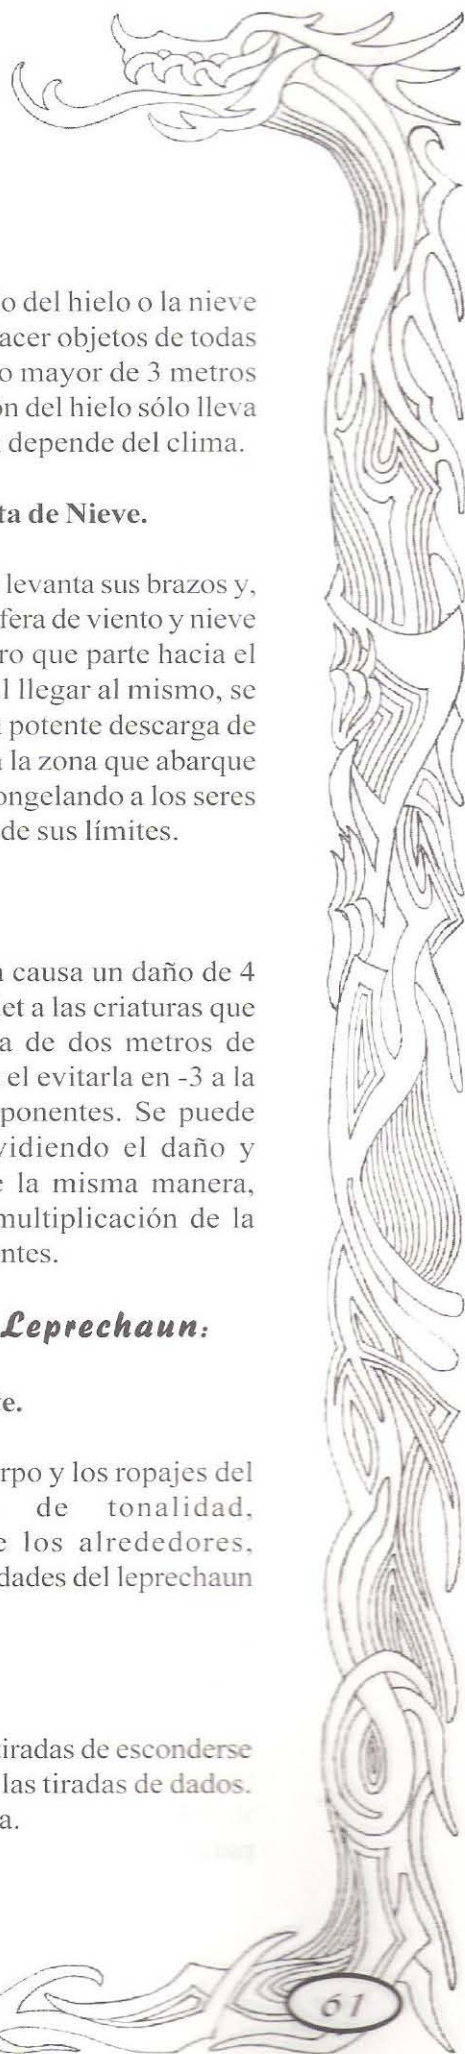 o del hielo o la nieve
acer objetos de todas
o mayor de 3 metros
ón del hielo sólo lleva
depende del clima.
ta de Nieve.
levanta sus brazos y,
fera de viento y nieve
ro que parte hacia el
l llegar al mismo, se
potente descarga de
la zona que abarque
ongelando a los seres
de sus límites.
causa un daño de 4
et a las criaturas que
a de dos metros de
el evitarla en -3 a la
ponentes. Se puede
vidiendo el daño y
e la misma manera,
multiplicación de la
ntes.
Leprechaun:
te.
rpo y los ropajes del
de tonalidad,
e los alrededores,
dades del leprechaun
tiradas de esconderse
las tiradas de dados.
a.
61